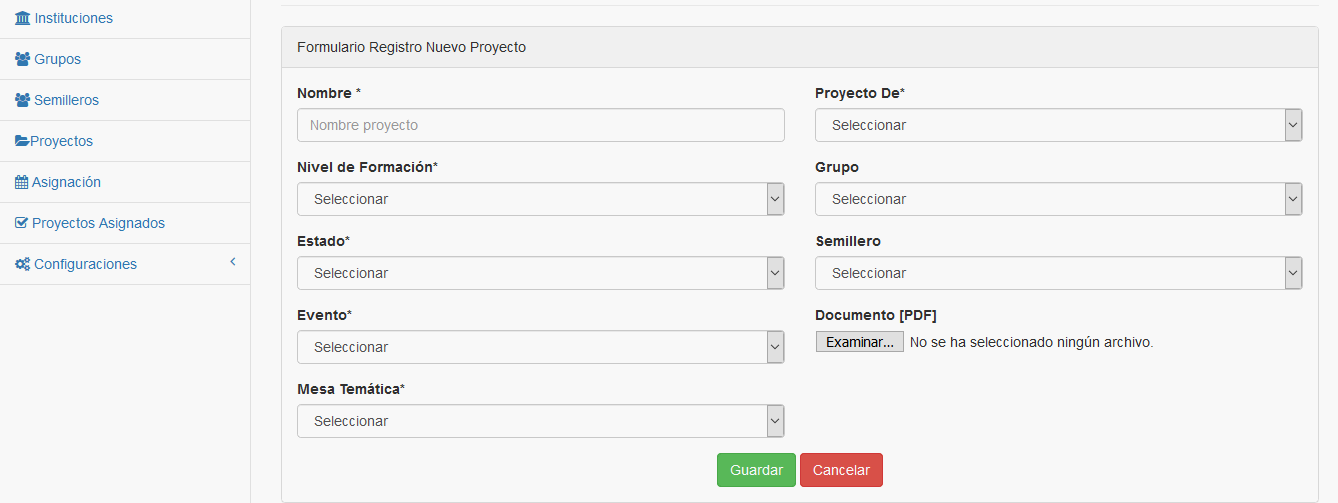 Instituciones
Grupos
Semilleros
Proyectos
Asignación
Proyectos Asignados
Configuraciones
Formulario Registro Nuevo Proyecto
Nombre *
Nombre proyecto
Proyecto De*
Seleccionar
Nivel de Formación*
Seleccionar
Grupo
Seleccionar
Estado*
Seleccionar
Semillero
Seleccionar
Evento*
Seleccionar
Documento [PDF]
Examinar... No se ha seleccionado ningún archivo.
Mesa Temática*
Seleccionar
Guardar Cancelar